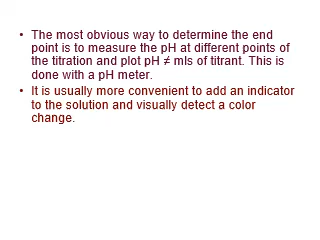 • The most obvious way to determine the end
point is to measure the pH at different points of
the titration and plot pH ≠ mls of titrant. This is
done with a pH meter.
• It is usually more convenient to add an indicator
to the solution and visually detect a color
change.